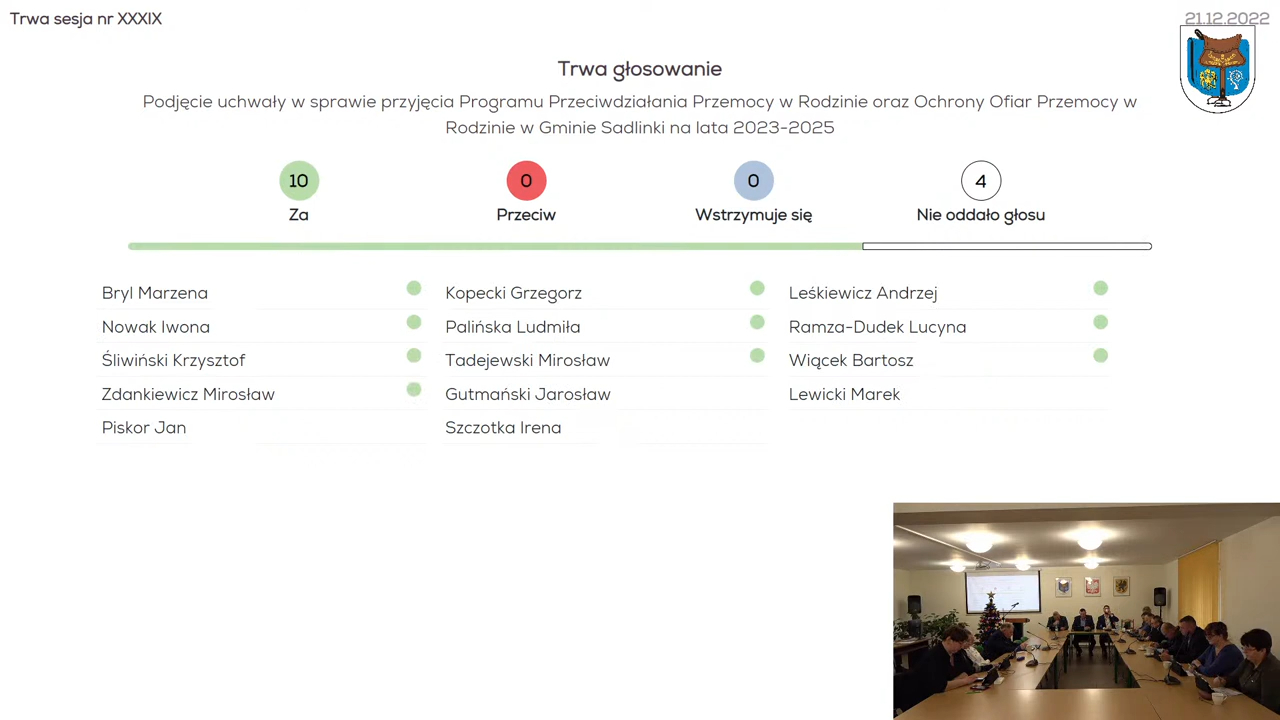 Trwa sesja nr XXXIX
21.12.2022
Trwa głosowanie
Podjęcie uchwały w sprawie przyjęcia Programu Przeciwdziałania Przemocy w Rodzinie oraz Ochrony Ofiar Przemocy w
Rodzinie w Gminie Sadlinki na lata 2023-2025
10 0 0 4
Za Przeciw Wstrzymuje się Nie oddało głosu
Bryl Marzena Kopecki Grzegorz Leśkiewicz Andrzej
Nowak Iwona Palińska Ludmiła Ramza-Dudek Lucyna
Śliwiński Krzysztof Tadejewski Mirosław Wiącek Bartosz
Zdankiewicz Mirosław Gutmański Jarosław Lewicki Marek
Piskor Jan Szczotka Irena